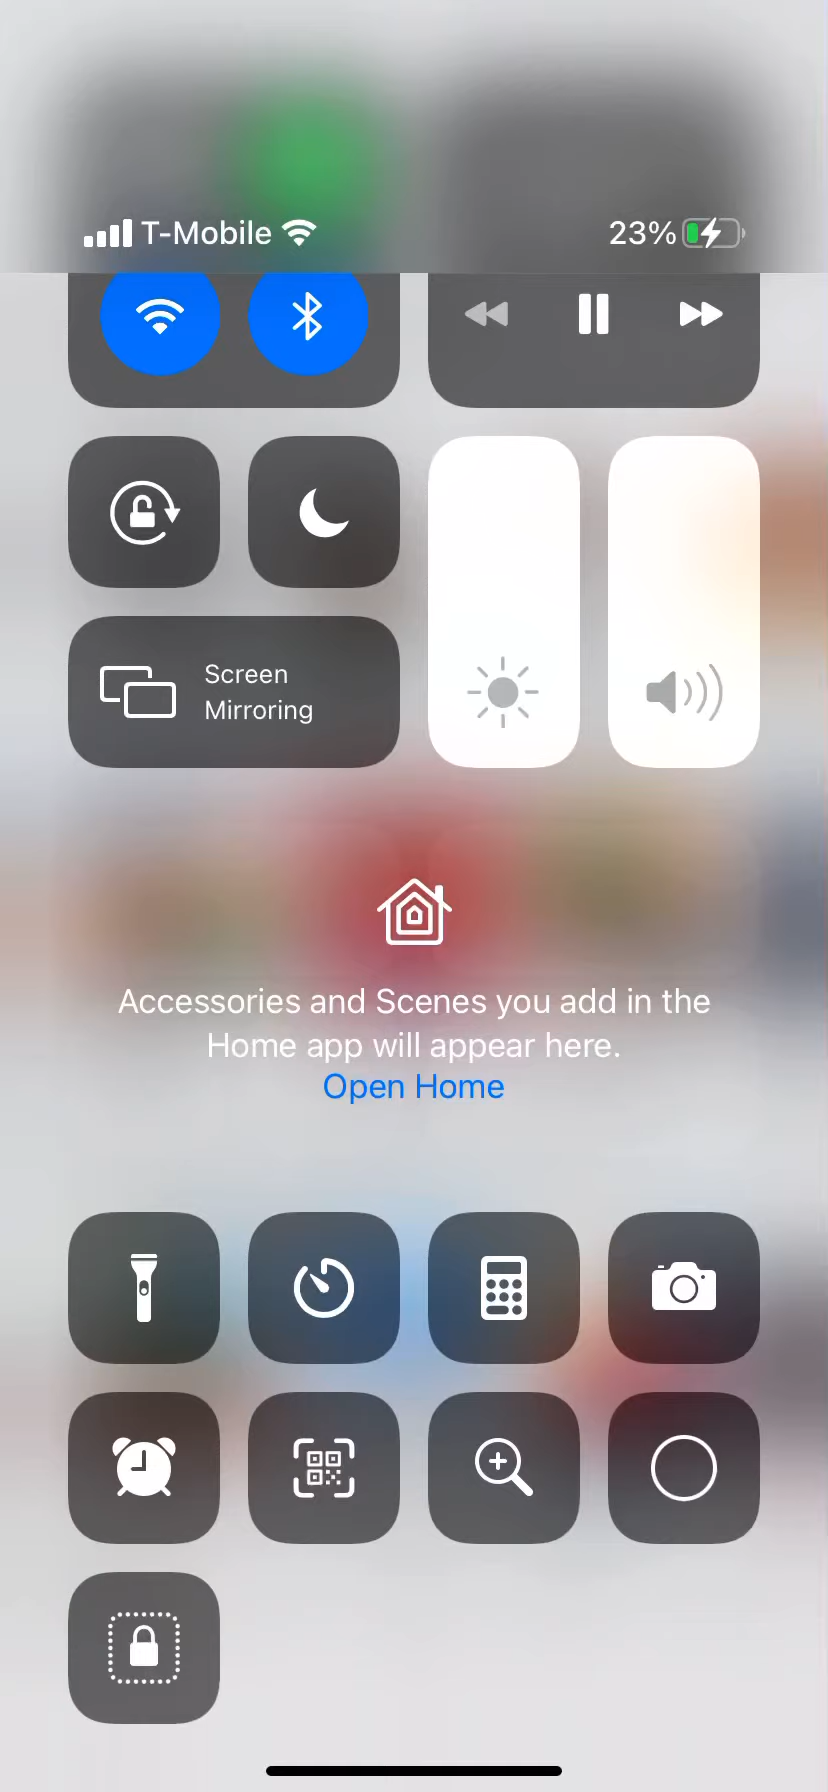 T-Mobile 23%
Screen
Mirroring
Accessories and Scenes you add in the
Home app will appear here.
Open Home